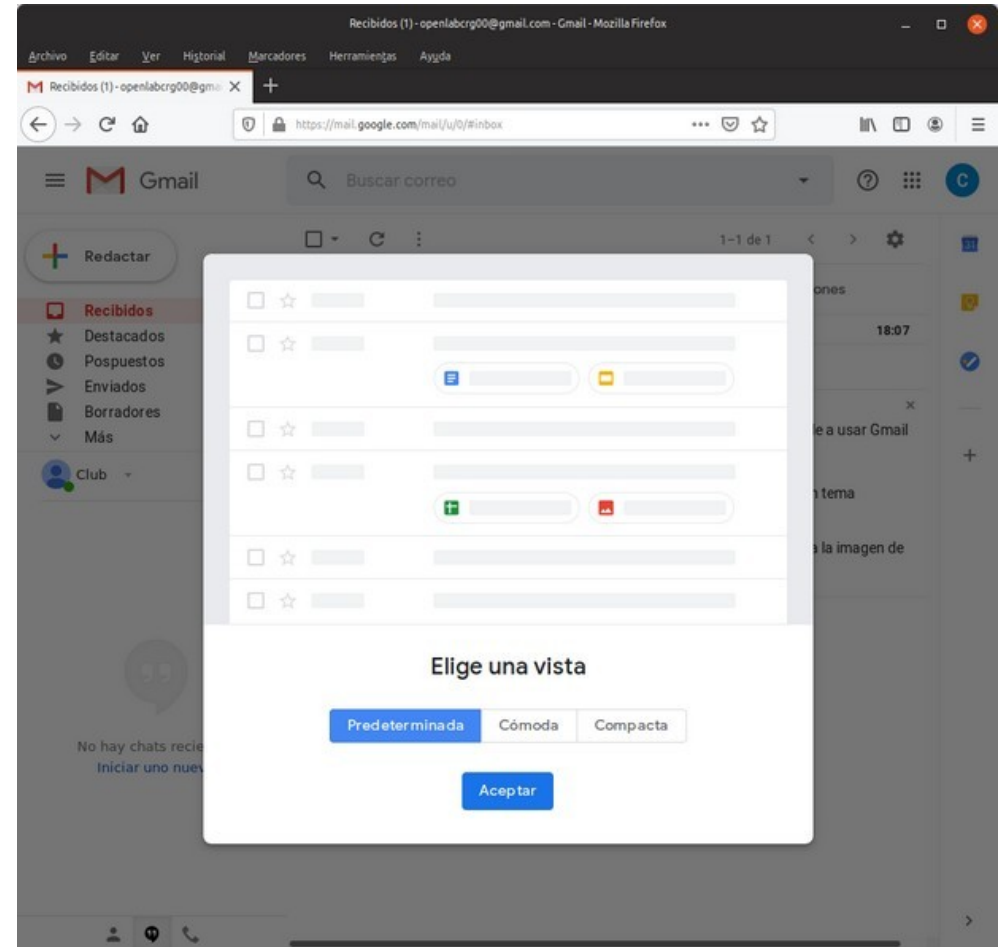 Recibidos (1) - openlabcrg00@gmail.com - Gmail - Mozilla Firefox
Archivo Editar Ver Historial Marcadores Herramientas Ayuda
Recibidos (1) - openlabcrg00@gma
https://mail.google.com/mail/u/0/#inbox
Gmail
Buscar correo
C
1–1 de 1
Redactar
31
ones
Recibidos
18:07
Destacados
Pospuestos
Enviados
Borradores
Más
le a usar Gmail
Club
n tema
a la imagen de
Elige una vista
Predeterminada Cómoda Compacta
No hay chats recie
Iniciar uno nuev
Aceptar